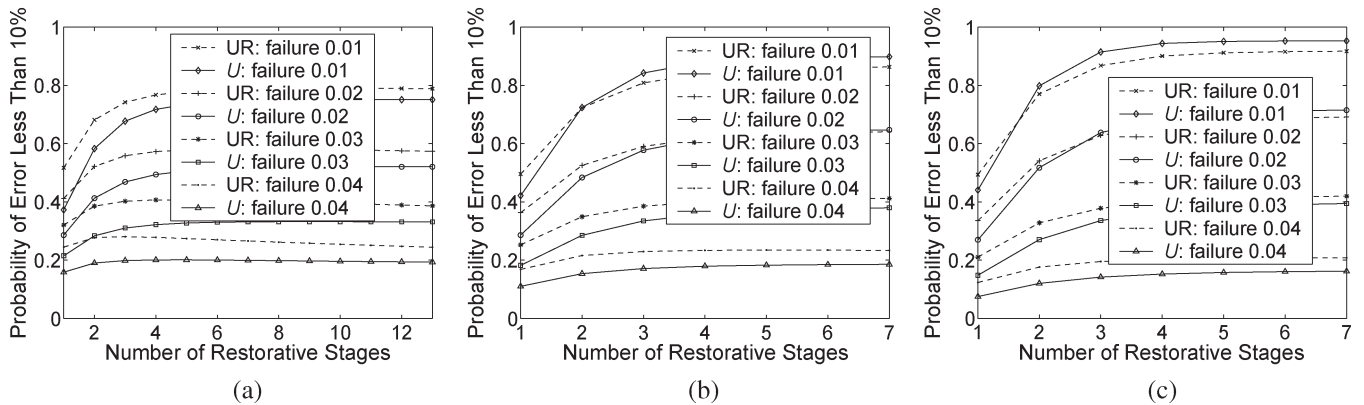 Probability of Error Less Than 10%
1
0.8
0.6
0.4
0.2
0
UR: failure 0.01
U: failure 0.01
UR: failure 0.02
U: failure 0.02
UR: failure 0.03
U: failure 0.03
UR: failure 0.04
U: failure 0.04
2 4 6 8 10 12
Number of Restorative Stages
(a)
Probability of Error Less Than 10%
1
0.8
0.6
0.4
0.2
0
UR: failure 0.01
U: failure 0.01
UR: failure 0.02
U: failure 0.02
UR: failure 0.03
U: failure 0.03
UR: failure 0.04
U: failure 0.04
1 2 3 4 5 6 7
Number of Restorative Stages
(b)
Probability of Error Less Than 10%
1
0.8
0.6
0.4
0.2
0
UR: failure 0.01
U: failure 0.01
UR: failure 0.02
U: failure 0.02
UR: failure 0.03
U: failure 0.03
UR: failure 0.04
U: failure 0.04
1 2 3 4 5 6 7
Number of Restorative Stages
(c)